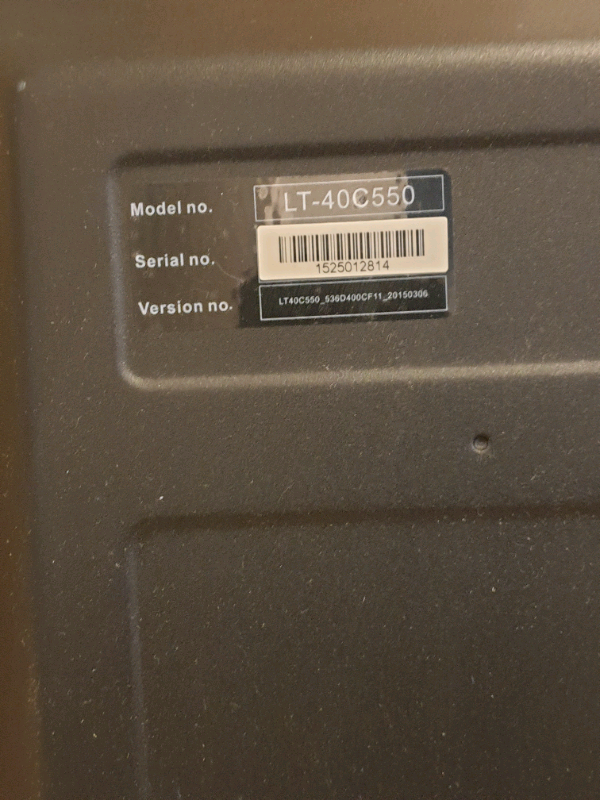 Model no. LT-40C550
Serial no. 1525012814
Version no. LT40C550_536D400CF11_20150306